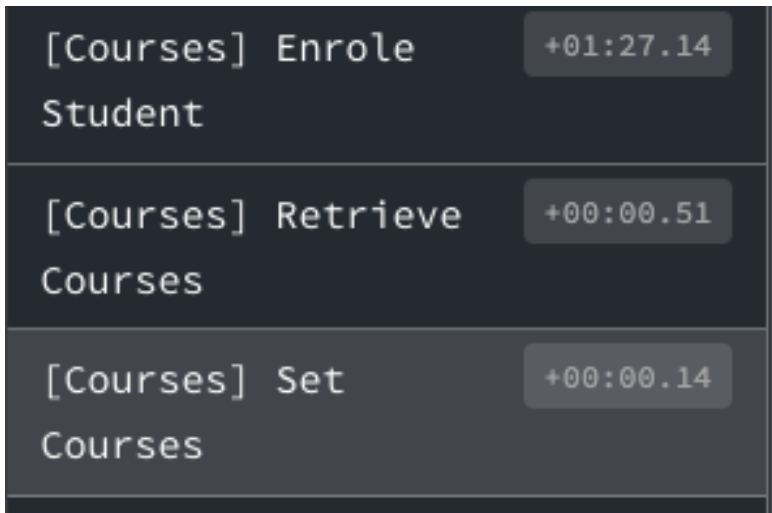 [Courses] Enrole +01:27.14
Student
[Courses] Retrieve +00:00.51
Courses
[Courses] Set +00:00.14
Courses